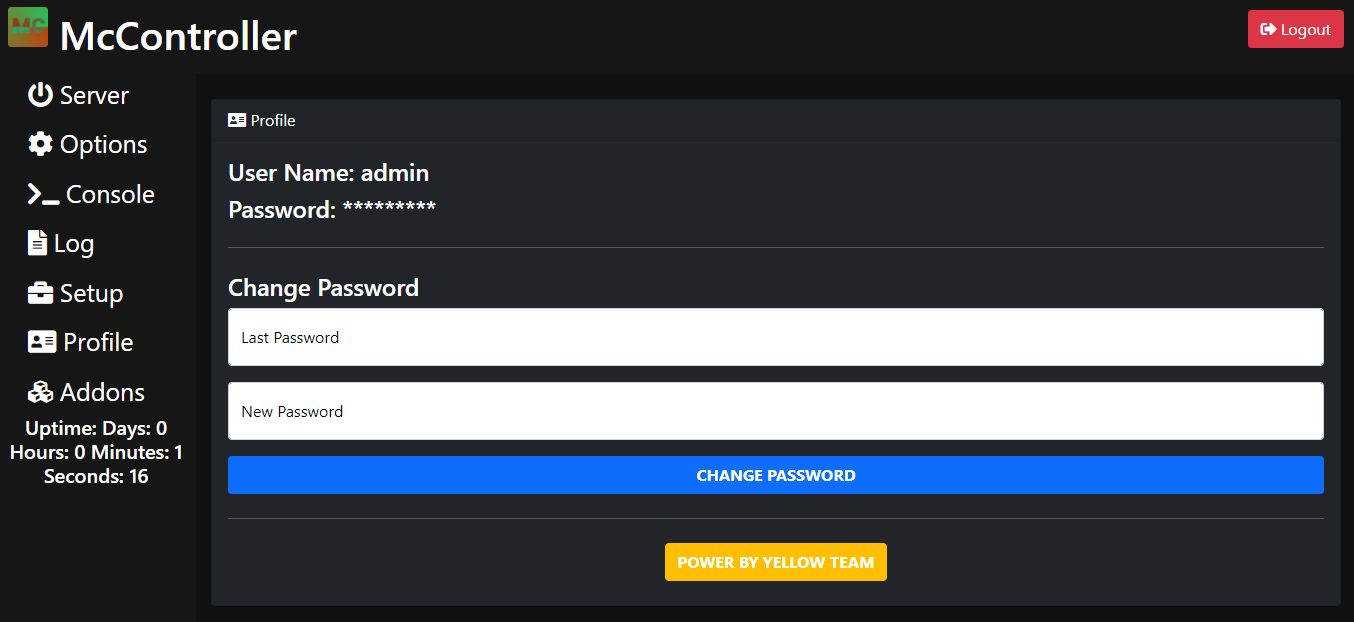 MC
McController
Logout
Server
Options
Console
Log
Setup
Profile
Addons
Uptime: Days: 0
Hours: 0 Minutes: 1
Seconds: 16
Profile
User Name: admin
Password: *********
Change Password
Last Password
New Password
CHANGE PASSWORD
POWER BY YELLOW TEAM